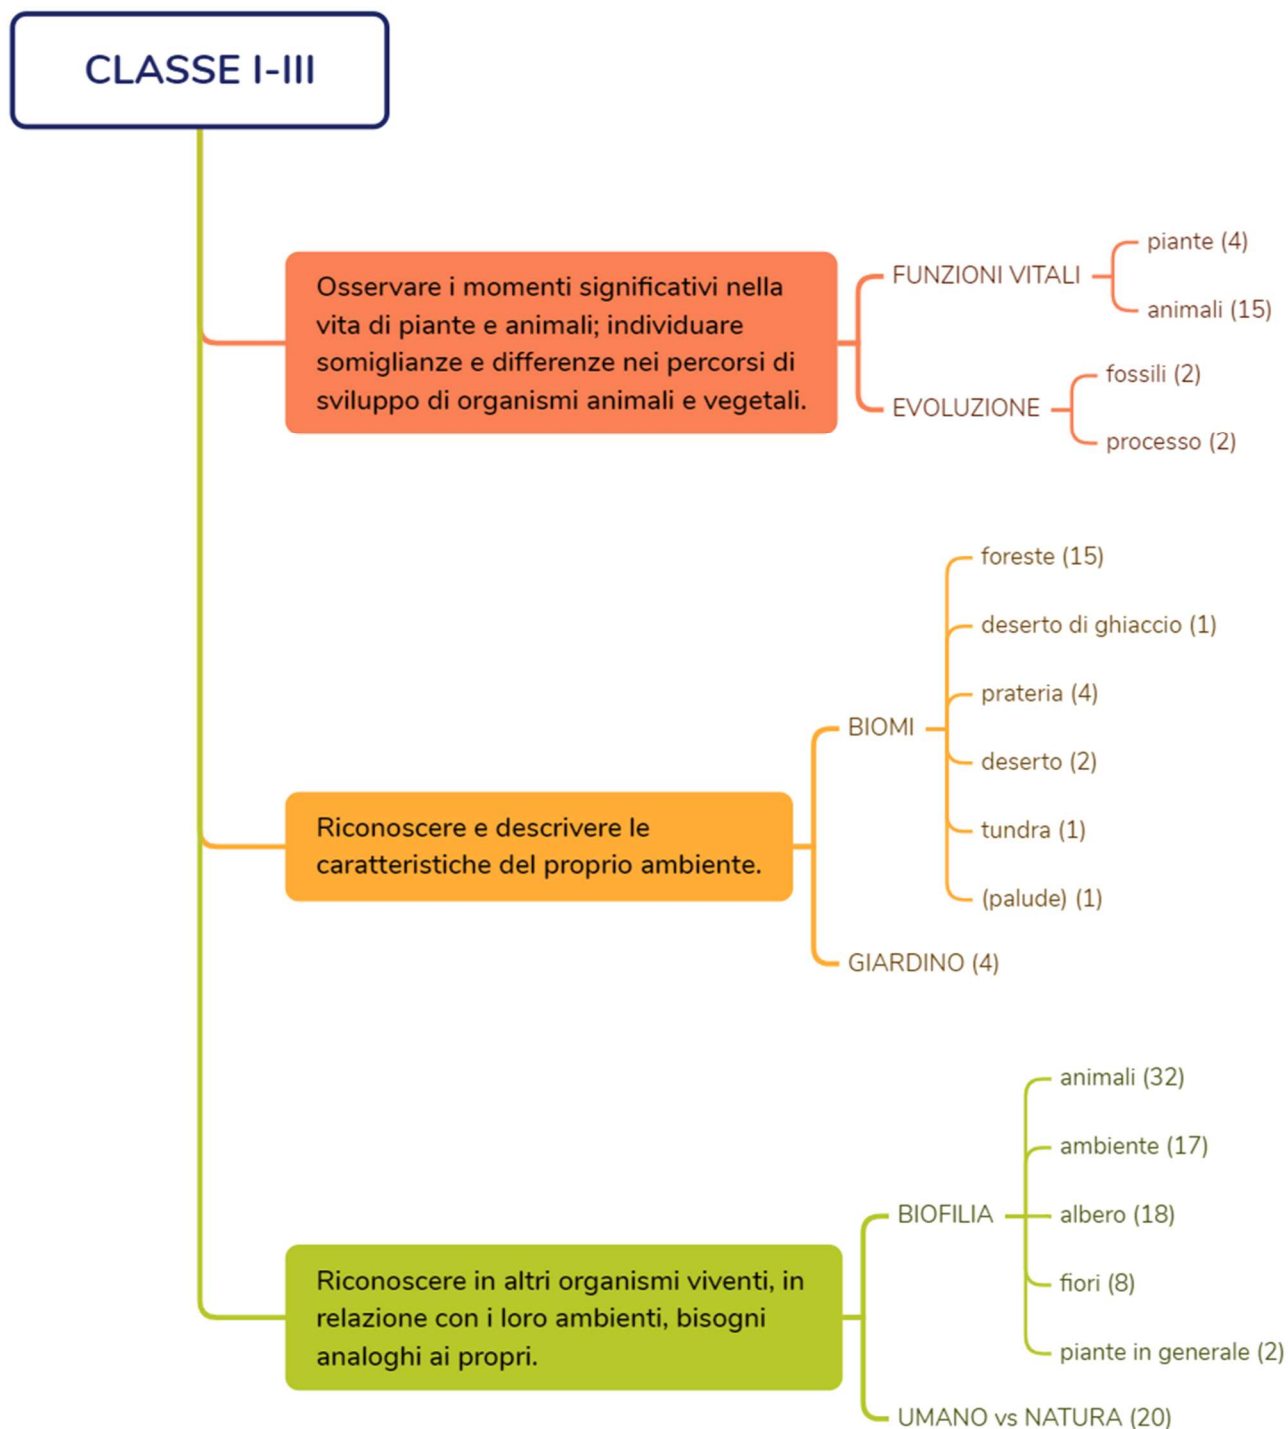 CLASSE I-III
Osservare i momenti significativi nella
vita di piante e animali; individuare
somiglianze e differenze nei percorsi di
sviluppo di organismi animali e vegetali.
FUNZIONI VITALI
piante (4)
animali (15)
EVOLUZIONE
fossili (2)
processo (2)
Riconoscere e descrivere le
caratteristiche del proprio ambiente.
BIOMI
foreste (15)
deserto di ghiaccio (1)
prateria (4)
deserto (2)
tundra (1)
(palude) (1)
GIARDINO (4)
Riconoscere in altri organismi viventi, in
relazione con i loro ambienti, bisogni
analoghi ai propri.
BIOFILIA
animali (32)
ambiente (17)
albero (18)
fiori (8)
piante in generale (2)
UMANO vs NATURA (20)